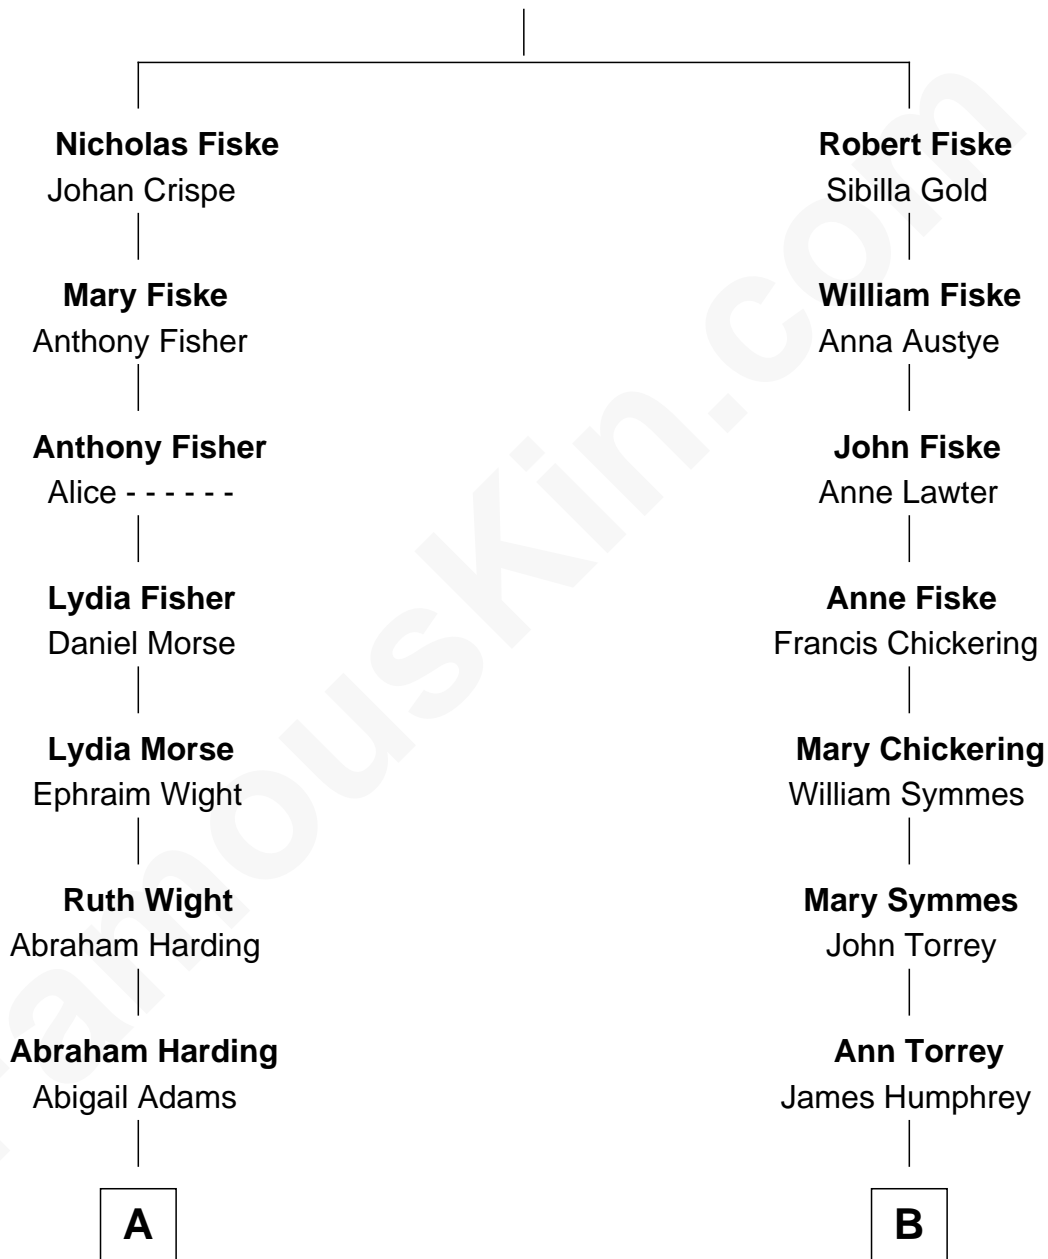 Nicholas Fiske
Johan Crispe
Mary Fiske
Anthony Fisher
Anthony Fisher
Alice - - - - - -
Lydia Fisher
Daniel Morse
Lydia Morse
Ephraim Wight
Ruth Wight
Abraham Harding
Abraham Harding
Abigail Adams
A
Robert Fiske
Sibilla Gold
William Fiske
Anna Austye
John Fiske
Anne Lawter
Anne Fiske
Francis Chickering
Mary Chickering
William Symmes
Mary Symmes
John Torrey
Ann Torrey
James Humphrey
B
FamousKin.com